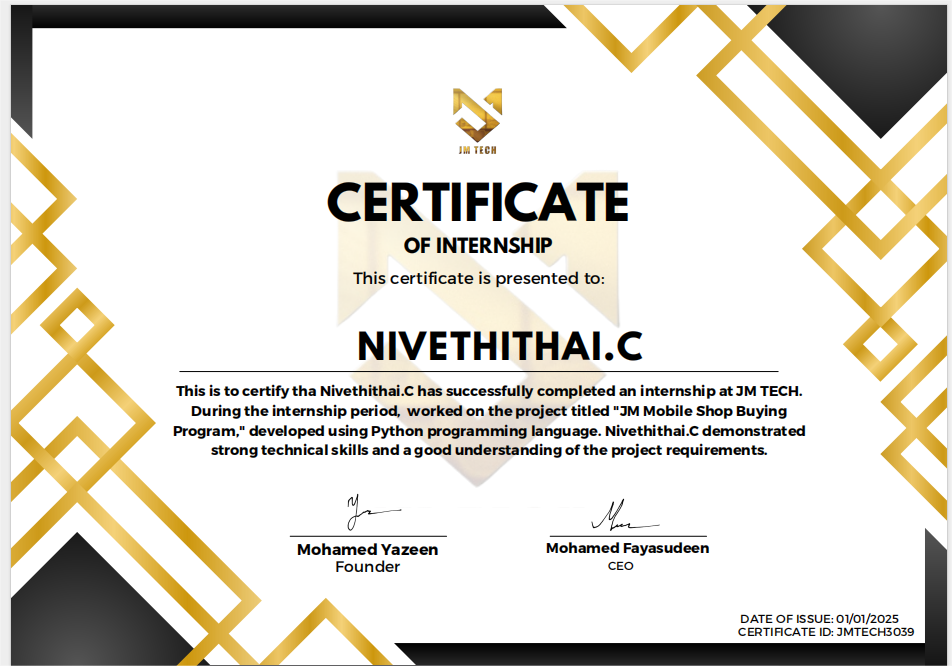 JM TECH
CERTIFICATE
OF INTERNSHIP
This certificate is presented to:
NIVETHITHAI.C
This is to certify tha Nivethithai.C has successfully completed an internship at JM TECH.
During the internship period, worked on the project titled "JM Mobile Shop Buying
Program," developed using Python programming language. Nivethithai.C demonstrated
strong technical skills and a good understanding of the project requirements.
Mohamed Yazeen
Founder
Mohamed Fayasudeen
CEO
DATE OF ISSUE: 01/01/2025
CERTIFICATE ID: JMTECH3039